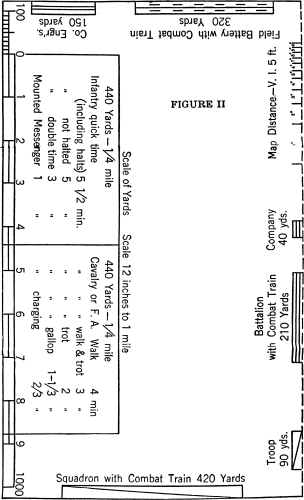 Co. Engr's.
150
yards
320
Yards
Field Battery with Combat Train
FIGURE II
Map Distance—V. I. 5 ft.
Company
40 yds.
Battalion
with Combat Train
210 Yards
Troop
90 yds.
Squadron with Combat Train 420 Yards
100 0 1 2 3 4 5 6 7 8 9 1000
Scale of Yards Scale 12 inches to 1 mile
440 Yards—1/4 mile
Infantry quick time
(including halts) 5 1/2 min.
" not halted 5 "
" double time 3 "
Mounted Messenger 1 "
440 Yards—1/4 mile
Cavalry or F. A. Walk 4 min
" " walk & trot 3 "
" " trot 2 "
" " gallop 1-1/3 "
" " charging 2/3 "